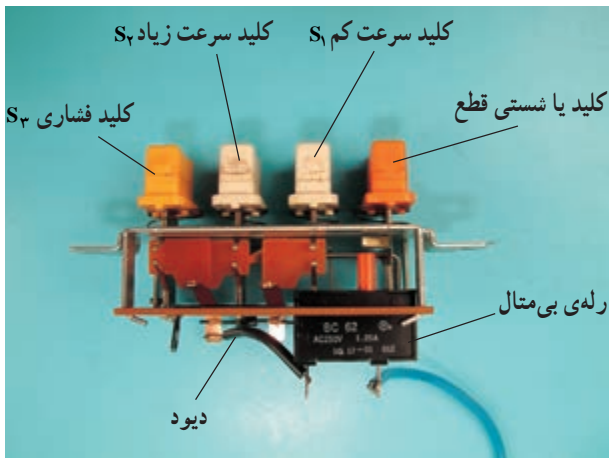 کلید سرعت کم S۱
کلید سرعت زیاد S۲
کلید یا شستی قطع
کلید فشاری S۳
رله‌ی بی‌متال
BC 62
AC250V
دیود